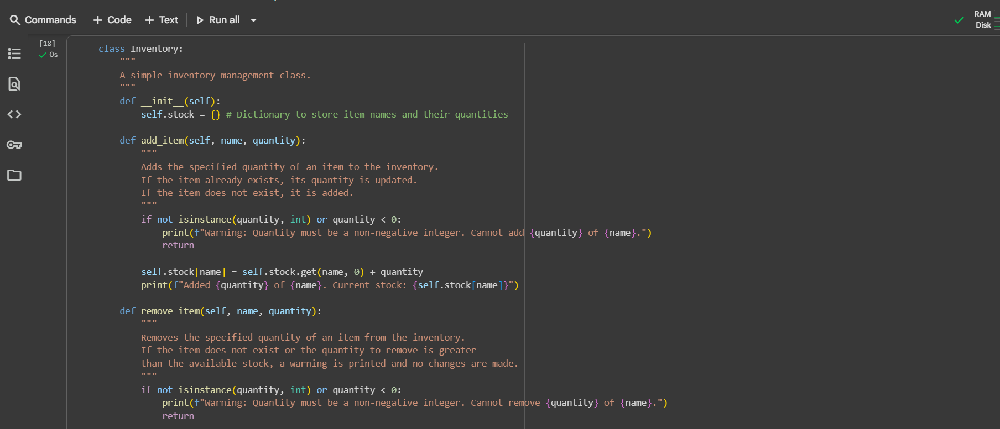 Commands + Code + Text Run all
RAM
Disk
[18]
0s
class Inventory:
    """
    A simple inventory management class.
    """
    def __init__(self):
        self.stock = {} # Dictionary to store item names and their quantities

    def add_item(self, name, quantity):
        """
        Adds the specified quantity of an item to the inventory.
        If the item already exists, its quantity is updated.
        If the item does not exist, it is added.
        """
        if not isinstance(quantity, int) or quantity < 0:
            print(f"Warning: Quantity must be a non-negative integer. Cannot add {quantity} of {name}.")
            return

        self.stock[name] = self.stock.get(name, 0) + quantity
        print(f"Added {quantity} of {name}. Current stock: {self.stock[name]}")

    def remove_item(self, name, quantity):
        """
        Removes the specified quantity of an item from the inventory.
        If the item does not exist or the quantity to remove is greater
        than the available stock, a warning is printed and no changes are made.
        """
        if not isinstance(quantity, int) or quantity < 0:
            print(f"Warning: Quantity must be a non-negative integer. Cannot remove {quantity} of {name}.")
            return